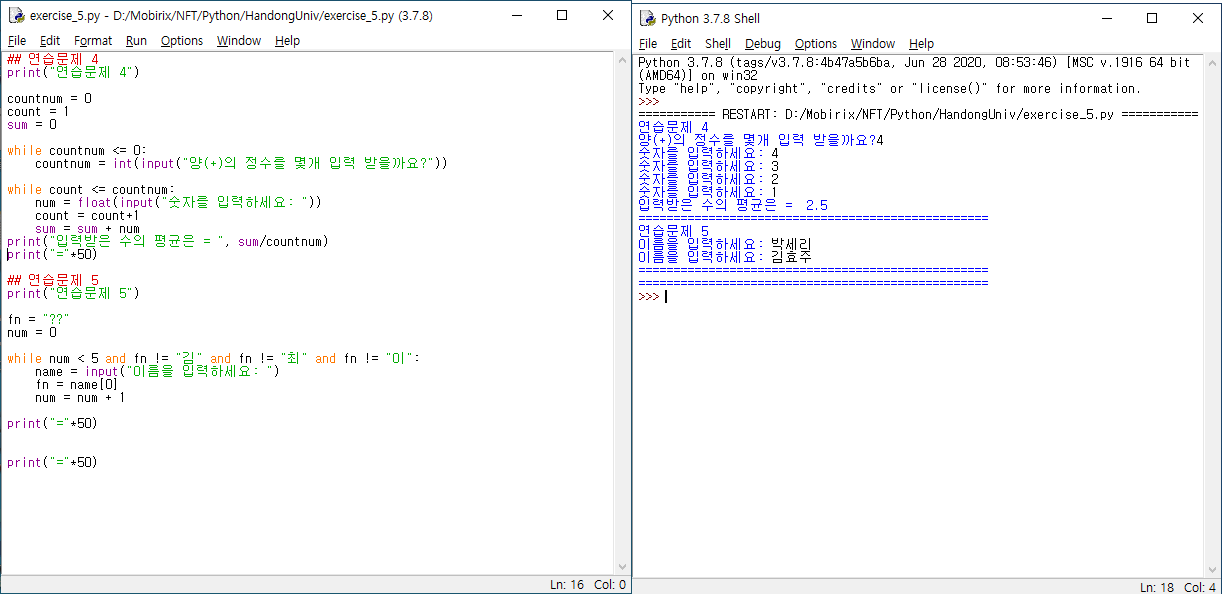 exercise_5.py - D:/Mobirix/NFT/Python/HandongUniv/exercise_5.py (3.7.8)
File Edit Format Run Options Window Help
## 연습문제 4
print("연습문제 4")
countnum = 0
count = 1
sum = 0
while countnum <= 0:
    countnum = int(input("양(+)의 정수를 몇개 입력 받을까요?"))
while count <= countnum:
    num = float(input("숫자를 입력하세요: "))
    count = count+1
    sum = sum + num
print("입력받은 수의 평균은 = ", sum/countnum)
print("="*50)
## 연습문제 5
print("연습문제 5")
fn = "??"
num = 0
while num < 5 and fn != "김" and fn != "최" and fn != "이":
    name = input("이름을 입력하세요: ")
    fn = name[0]
    num = num + 1
print("="*50)
print("="*50)
Ln: 16 Col: 0
Python 3.7.8 Shell
File Edit Shell Debug Options Window Help
Python 3.7.8 (tags/v3.7.8:4b47a5b6ba, Jun 28 2020, 08:53:46) [MSC v.1916 64 bit
(AMD64)] on win32
Type "help", "copyright", "credits" or "license()" for more information.
>>>
=========== RESTART: D:/Mobirix/NFT/Python/HandongUniv/exercise_5.py ===========
연습문제 4
양(+)의 정수를 몇개 입력 받을까요?4
숫자를 입력하세요: 4
숫자를 입력하세요: 3
숫자를 입력하세요: 2
숫자를 입력하세요: 1
입력받은 수의 평균은 =  2.5
==================================================
연습문제 5
이름을 입력하세요: 박세리
이름을 입력하세요: 김효주
==================================================
==================================================
>>>
Ln: 18 Col: 4